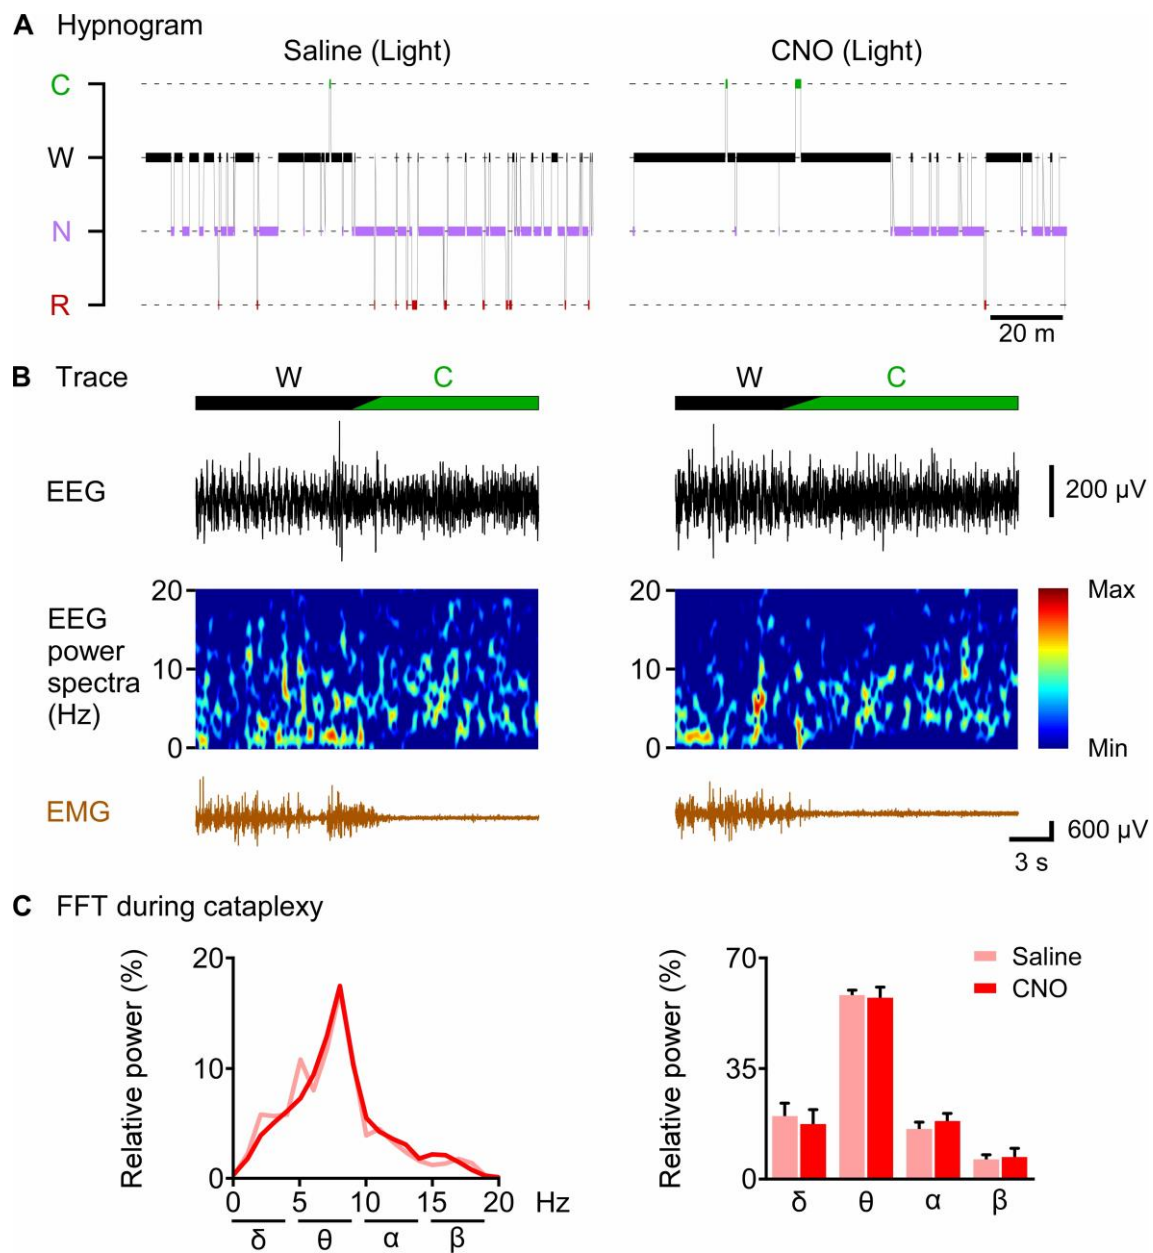 A Hypnogram
Saline (Light) CNO (Light)
C
W
N
R
20 m
B Trace
W C W C
EEG
200 µV
20 20 Max
EEG
power
spectra
(Hz)
10 10
0 0 Min
EMG
600 µV
3 s
C FFT during cataplexy
Relative power (%)
20
10
0
0 5 10 15 20 Hz
δ θ α β
Relative power (%)
70
35
0
δ θ α β
Saline
CNO